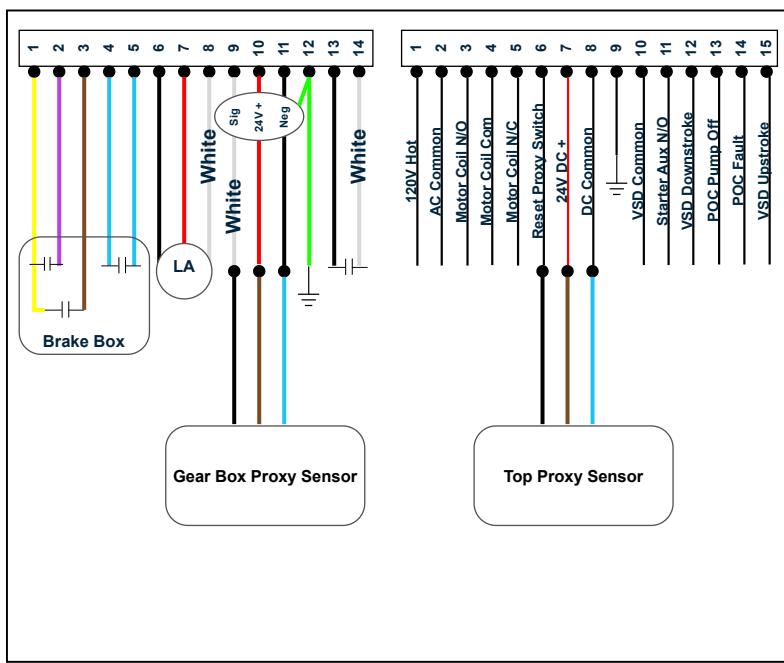 1 2 3 4 5 6 7 8 9 10 11 12 13 14
1 2 3 4 5 6 7 8 9 10 11 12 13 14 15
Sig
24V +
Neg
White
White
White
LA
Brake Box
Gear Box Proxy Sensor
120V Hot
AC Common
Motor Coil N/O
Motor Coil Com
Motor Coil N/C
Reset Proxy Switch
24V DC +
DC Common
VSD Common
Starter Aux N/O
VSD Downstroke
POC Pump Off
POC Fault
VSD Upstroke
Top Proxy Sensor